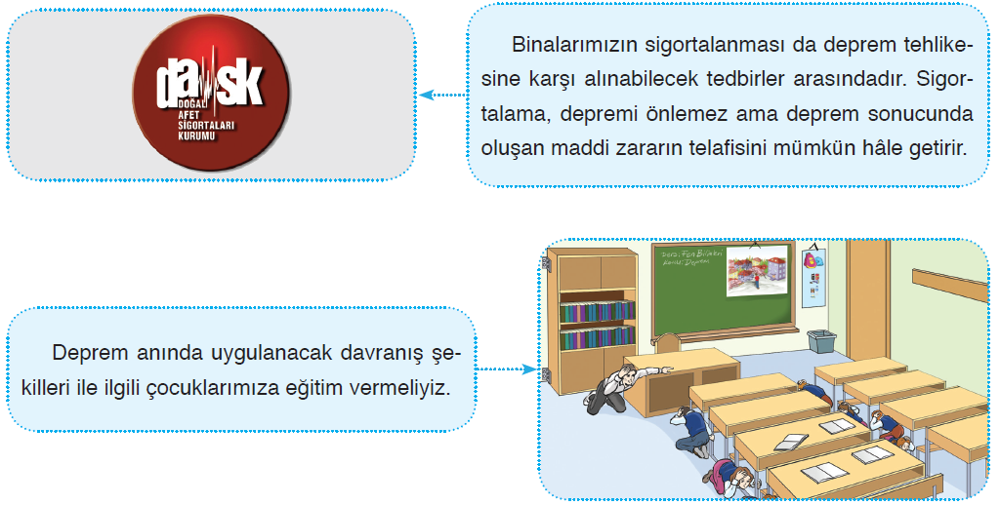 dask
DOĞAL
AFET
SİGORTALARI
KURUMU
Binalarımızın sigortalanması da deprem tehlike-
sine karşı alınabilecek tedbirler arasındadır. Sigor-
talama, depremi önlemez ama deprem sonucunda
oluşan maddi zararın telafisini mümkün hâle getirir.
Ders: Fen Bilimleri
Konu: Deprem
Deprem anında uygulanacak davranış şe-
killeri ile ilgili çocuklarımıza eğitim vermeliyiz.